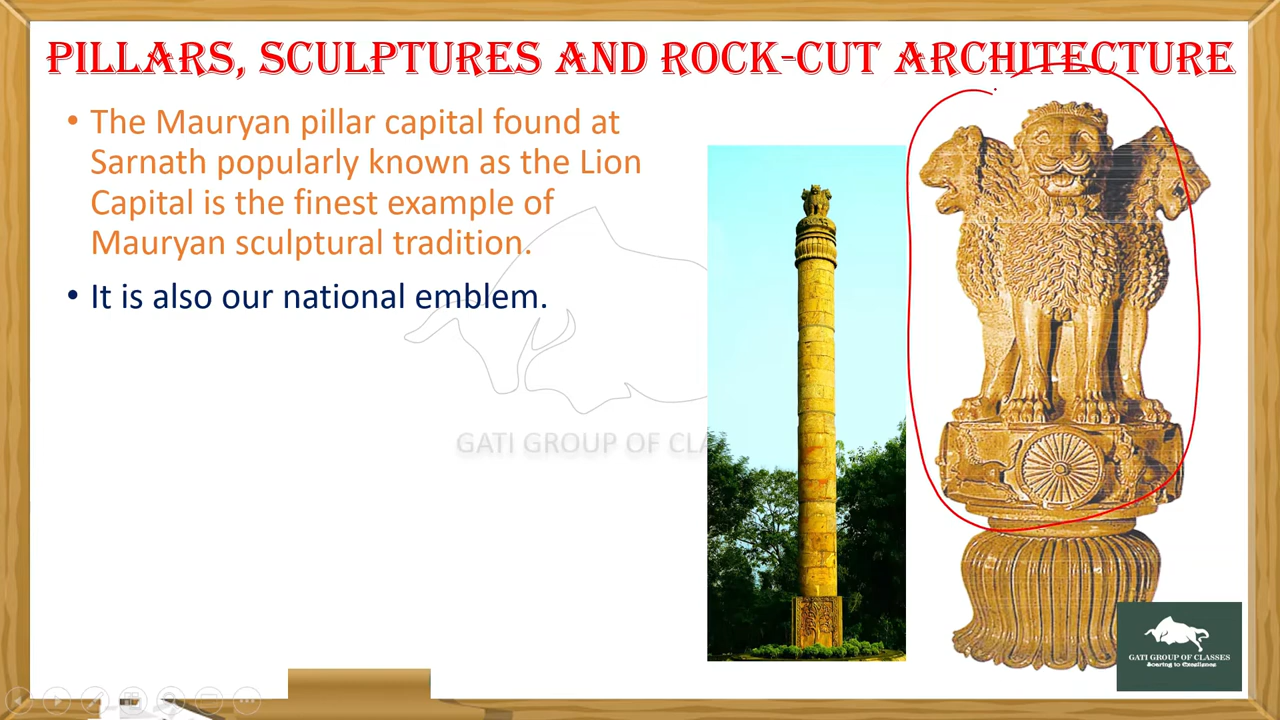 PILLARS, SCULPTURES AND ROCK-CUT ARCHITECTURE
• The Mauryan pillar capital found at
Sarnath popularly known as the Lion
Capital is the finest example of
Mauryan sculptural tradition.
• It is also our national emblem.
GATI GROUP OF CLA
GATI GROUP OF CLASSES
Soaring to Excellence